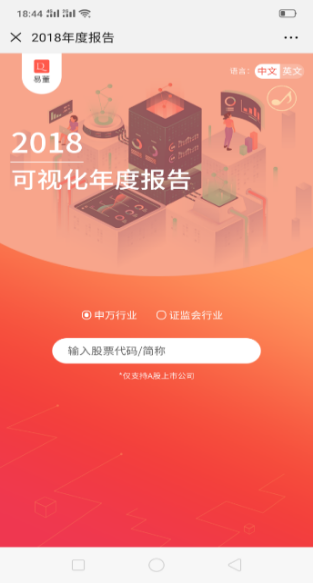 18:44
2018年度报告
易董
语言： 中文 英文
2018
可视化年度报告
申万行业 证监会行业
输入股票代码/简称
*仅支持A股上市公司